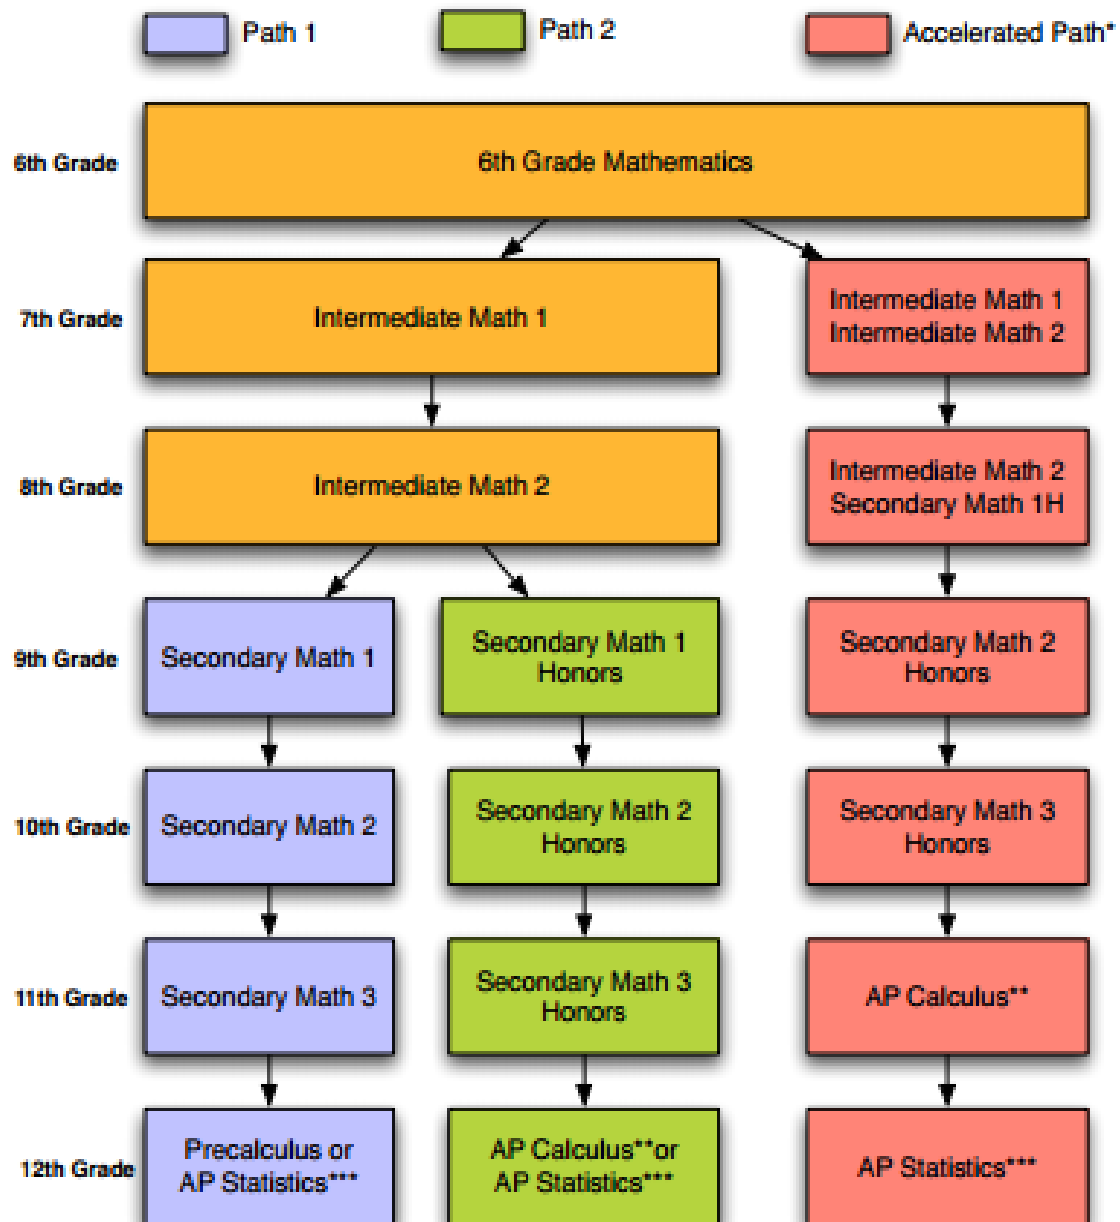 Path 1
Path 2
Accelerated Path*
6th Grade
6th Grade Mathematics
7th Grade
Intermediate Math 1
Intermediate Math 1
Intermediate Math 2
8th Grade
Intermediate Math 2
Intermediate Math 2
Secondary Math 1H
9th Grade
Secondary Math 1
Secondary Math 1
Honors
Secondary Math 2
Honors
10th Grade
Secondary Math 2
Secondary Math 2
Honors
Secondary Math 3
Honors
11th Grade
Secondary Math 3
Secondary Math 3
Honors
AP Calculus**
12th Grade
Precalculus or
AP Statistics***
AP Calculus**or
AP Statistics***
AP Statistics***